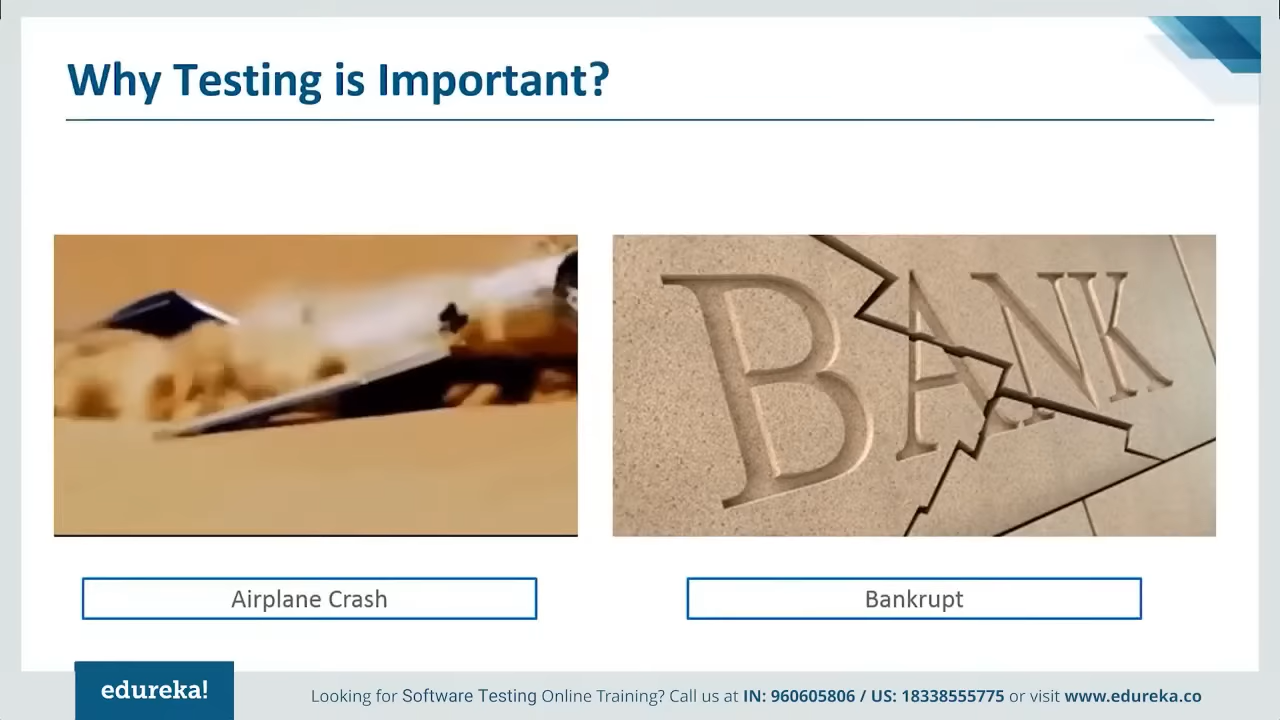 Why Testing is Important?
BANK
Airplane Crash
Bankrupt
edureka!
Looking for Software Testing Online Training? Call us at IN: 960605806 / US: 18338555775 or visit www.edureka.co